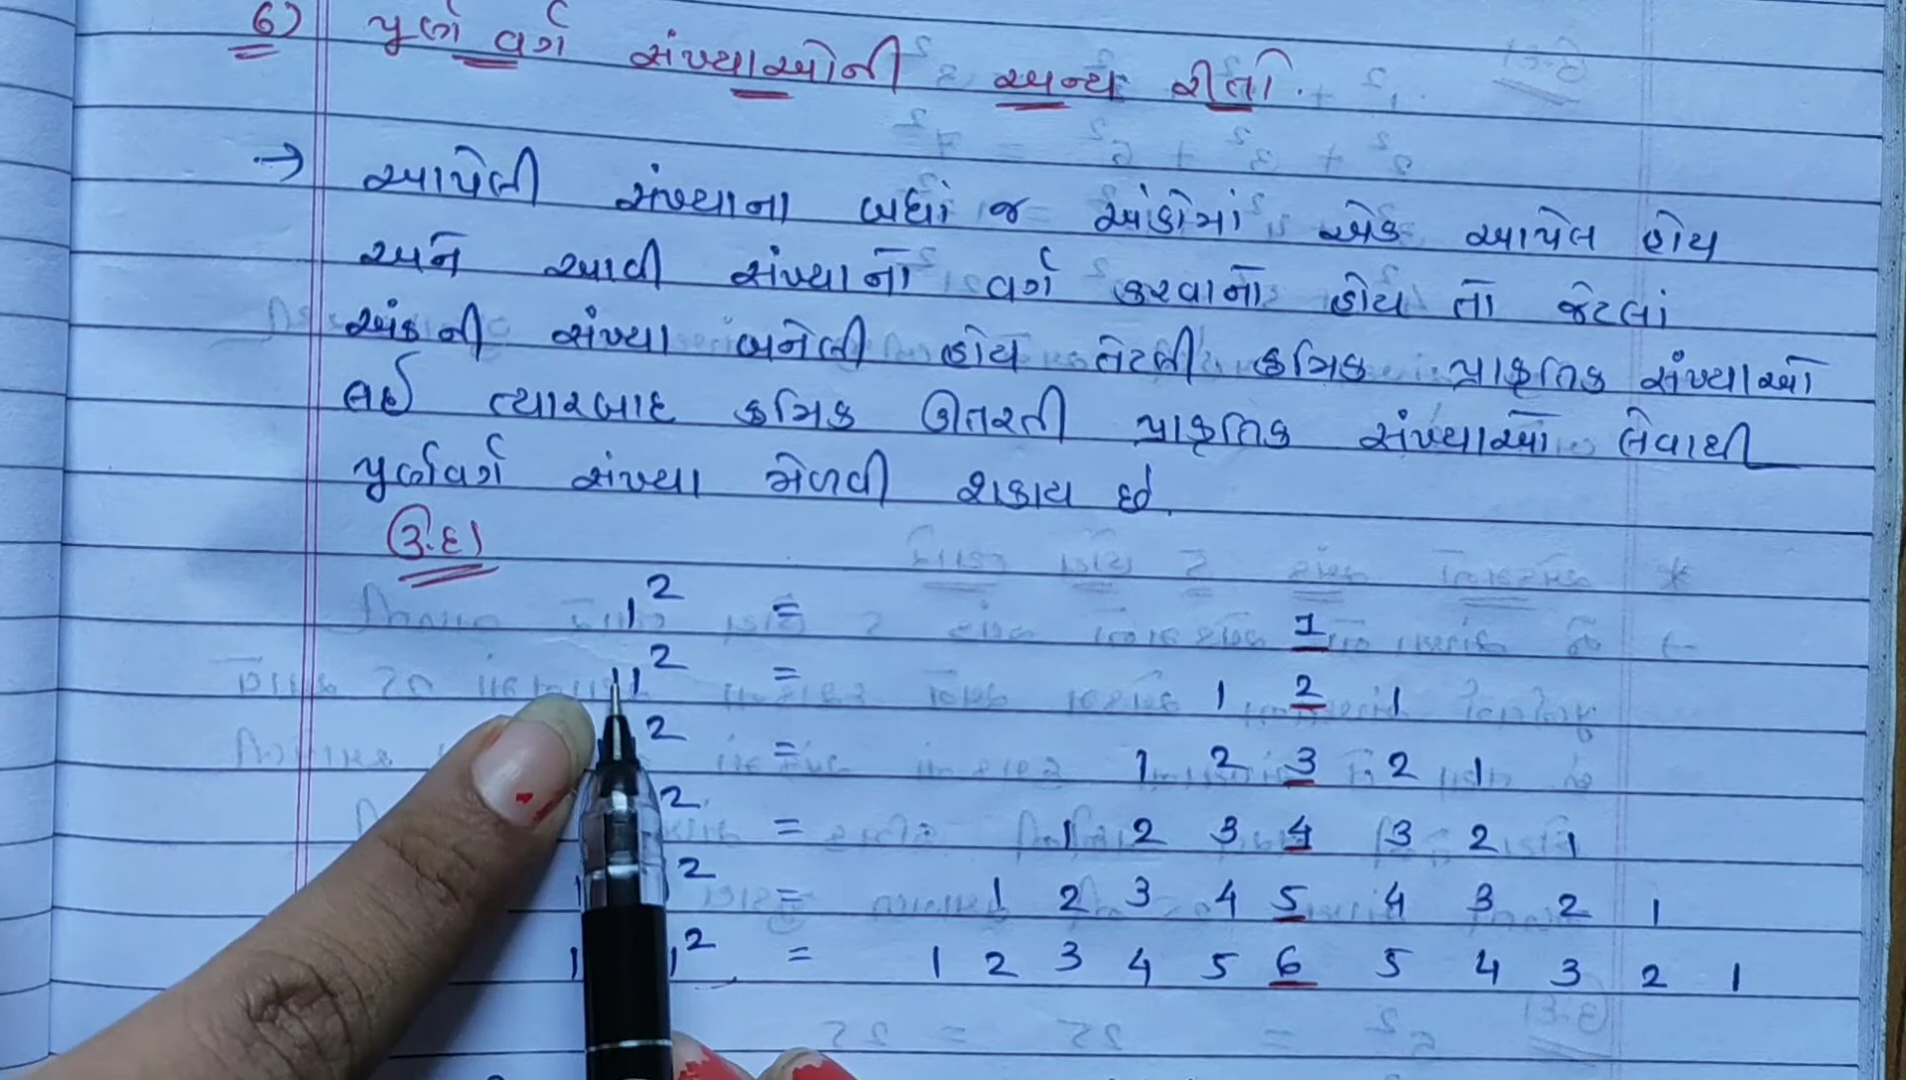 6) પૂર્ણ વર્ગ સંખ્યાઓની અન્ય રીતો.
→ આપેલી સંખ્યાના બધાં જ અંકોમાં એક આપેલ હોય
અને આવી સંખ્યાનો વર્ગ કરવાનો હોય તો જેટલાં
અંકની સંખ્યા બનેલી હોય તેટલી ક્રમિક પ્રાકૃતિક સંખ્યાઓ
લઈ ત્યારબાદ ક્રમિક ઊતરતી પ્રાકૃતિક સંખ્યાઓ લેવાથી
પૂર્ણવર્ગ સંખ્યા મેળવી શકાય છે.
ઉ.દા
1² = 1
11² = 1 2 1
² = 1 2 3 2 1
² = 1 2 3 4 3 2 1
² = 1 2 3 4 5 4 3 2 1
² = 1 2 3 4 5 6 5 4 3 2 1